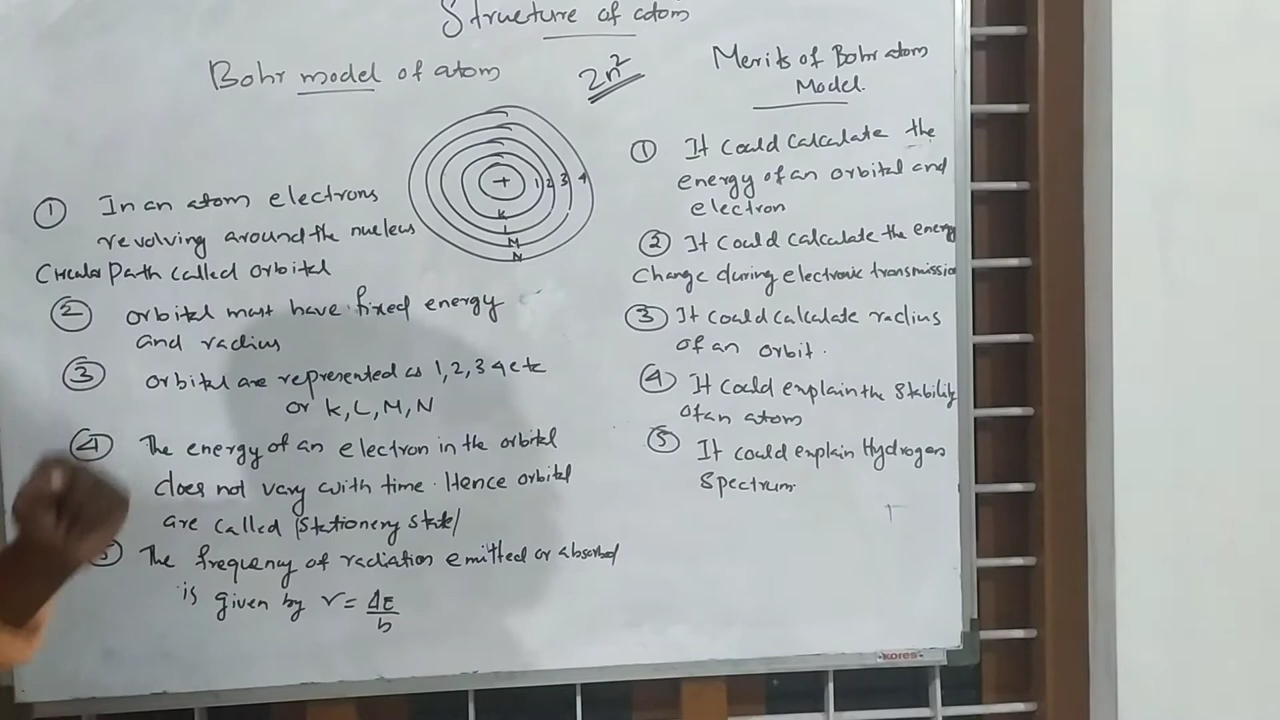 Structure of atom
Bohr model of atom
2n²
+ 1 2 3 4
K
L
M
N
① In an atom electrons
revolving around the nucleus
Circular Path called orbital
② orbital must have fixed energy
and radius
③ orbital are represented as 1, 2, 3 4 etc
or K, L, M, N
④ The energy of an electron in the orbital
does not vary with time. Hence orbital
are called |Stationery state|
The frequency of radiation emitted or absorbed
is given by ν = ΔE/h
Merits of Bohr atom
Model.
① It could calculate the
energy of an orbital and
electron
② It could calculate the energy
change during electronic transmission
③ It could calculate radius
of an orbit.
④ It could explain the stability
of an atom
⑤ It could explain Hydrogen
Spectrum
kores